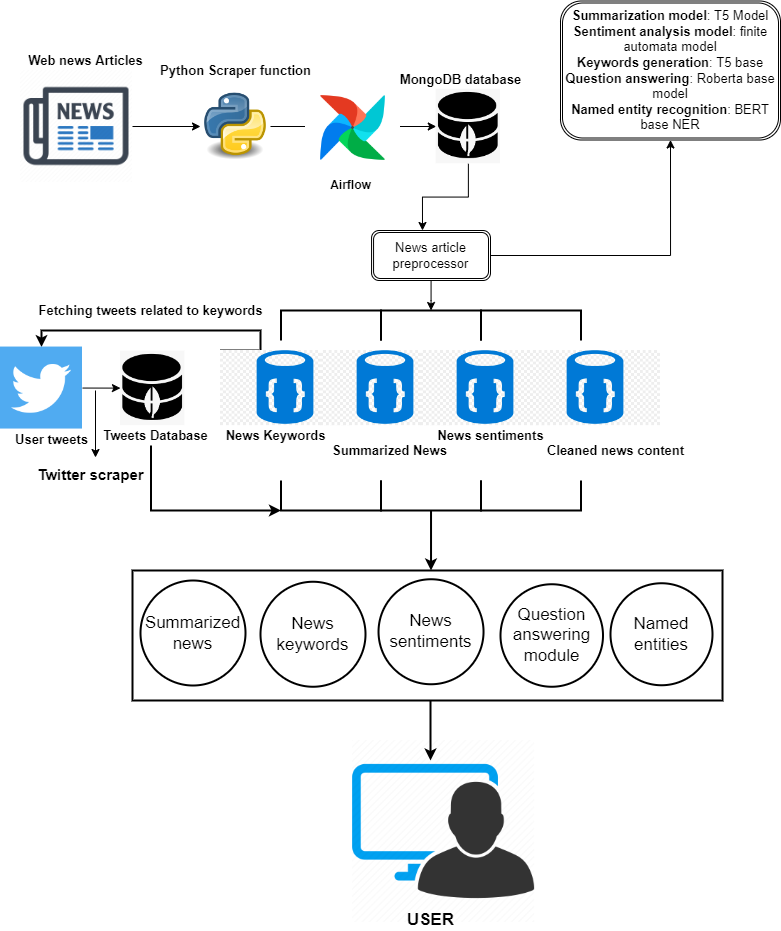 Summarization model: T5 Model
Sentiment analysis model: finite
automata model
Keywords generation: T5 base
Question answering: Roberta base
model
Named entity recognition: BERT
base NER
Web news Articles
Python Scraper function
MongoDB database
NEWS
Airflow
News article
preprocessor
Fetching tweets related to keywords
{ }
{ }
{ }
{ }
User tweets
Tweets Database
News Keywords
News sentiments
Summarized News
Cleaned news content
Twitter scraper
Summarized
news
News
keywords
News
sentiments
Question
answering
module
Named
entities
USER